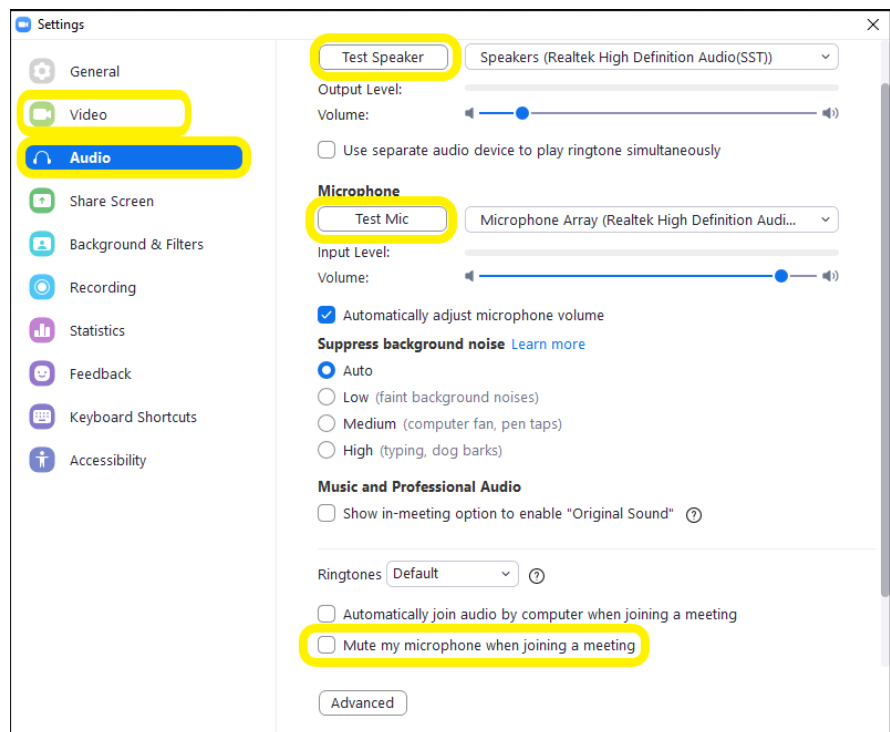 Settings
General
Video
Audio
Share Screen
Background & Filters
Recording
Statistics
Feedback
Keyboard Shortcuts
Accessibility
Test Speaker Speakers (Realtek High Definition Audio(SST))
Output Level:
Volume:
Use separate audio device to play ringtone simultaneously
Microphone
Test Mic Microphone Array (Realtek High Definition Audi...
Input Level:
Volume:
Automatically adjust microphone volume
Suppress background noise Learn more
Auto
Low (faint background noises)
Medium (computer fan, pen taps)
High (typing, dog barks)
Music and Professional Audio
Show in-meeting option to enable "Original Sound" ?
Ringtones Default ?
Automatically join audio by computer when joining a meeting
Mute my microphone when joining a meeting
Advanced